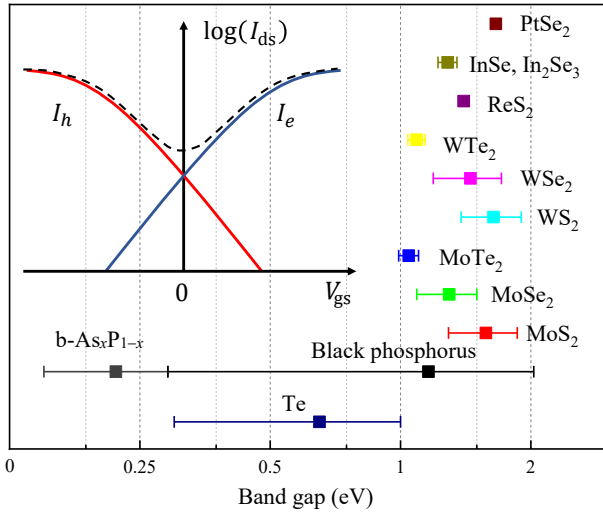 log(I_ds)
I_h
I_e
0
V_gs
PtSe₂
InSe, In₂Se₃
ReS₂
WTe₂
WSe₂
WS₂
MoTe₂
MoSe₂
MoS₂
b-AsₓP₁₋ₓ
Black phosphorus
Te
0 0.25 0.5 1 2
Band gap (eV)